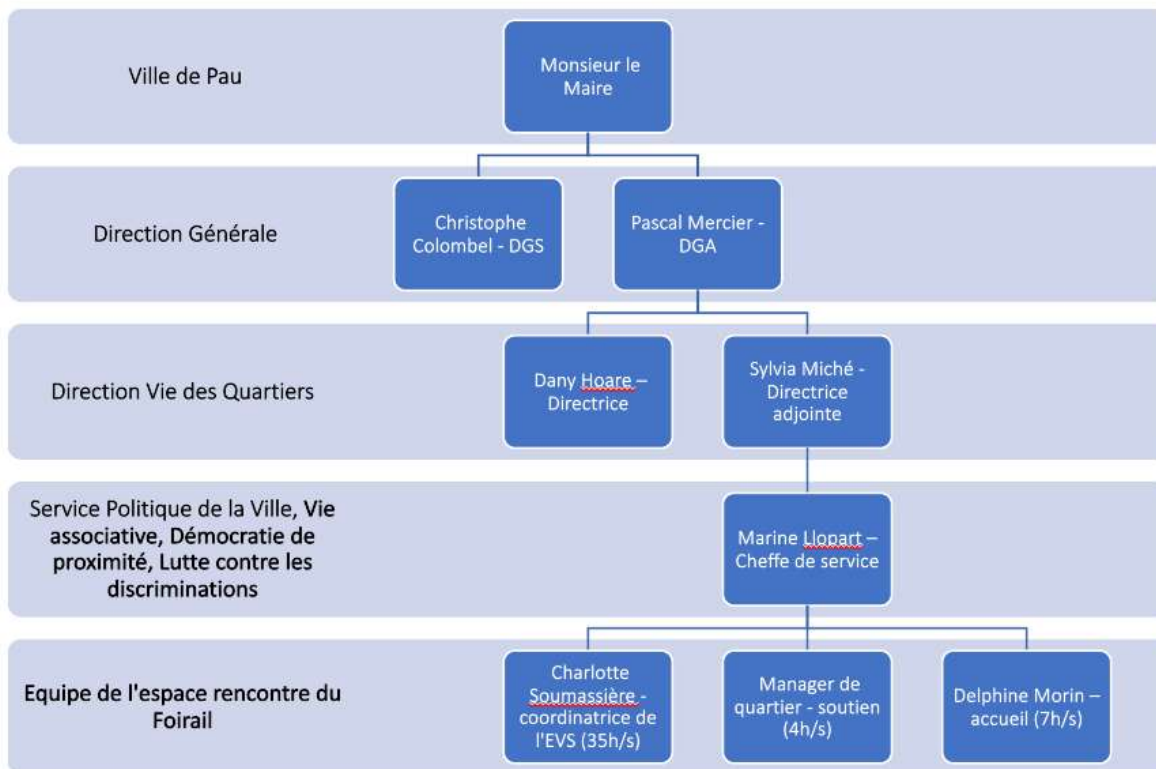 Ville de Pau
Monsieur le
Maire
Direction Générale
Christophe
Colombel - DGS
Pascal Mercier -
DGA
Direction Vie des Quartiers
Dany Hoare –
Directrice
Sylvia Miché -
Directrice
adjointe
Service Politique de la Ville, Vie
associative, Démocratie de
proximité, Lutte contre les
discriminations
Marine Llopart –
Cheffe de service
Equipe de l'espace rencontre du
Foirail
Charlotte
Soumassière -
coordinatrice de
l'EVS (35h/s)
Manager de
quartier - soutien
(4h/s)
Delphine Morin –
accueil (7h/s)